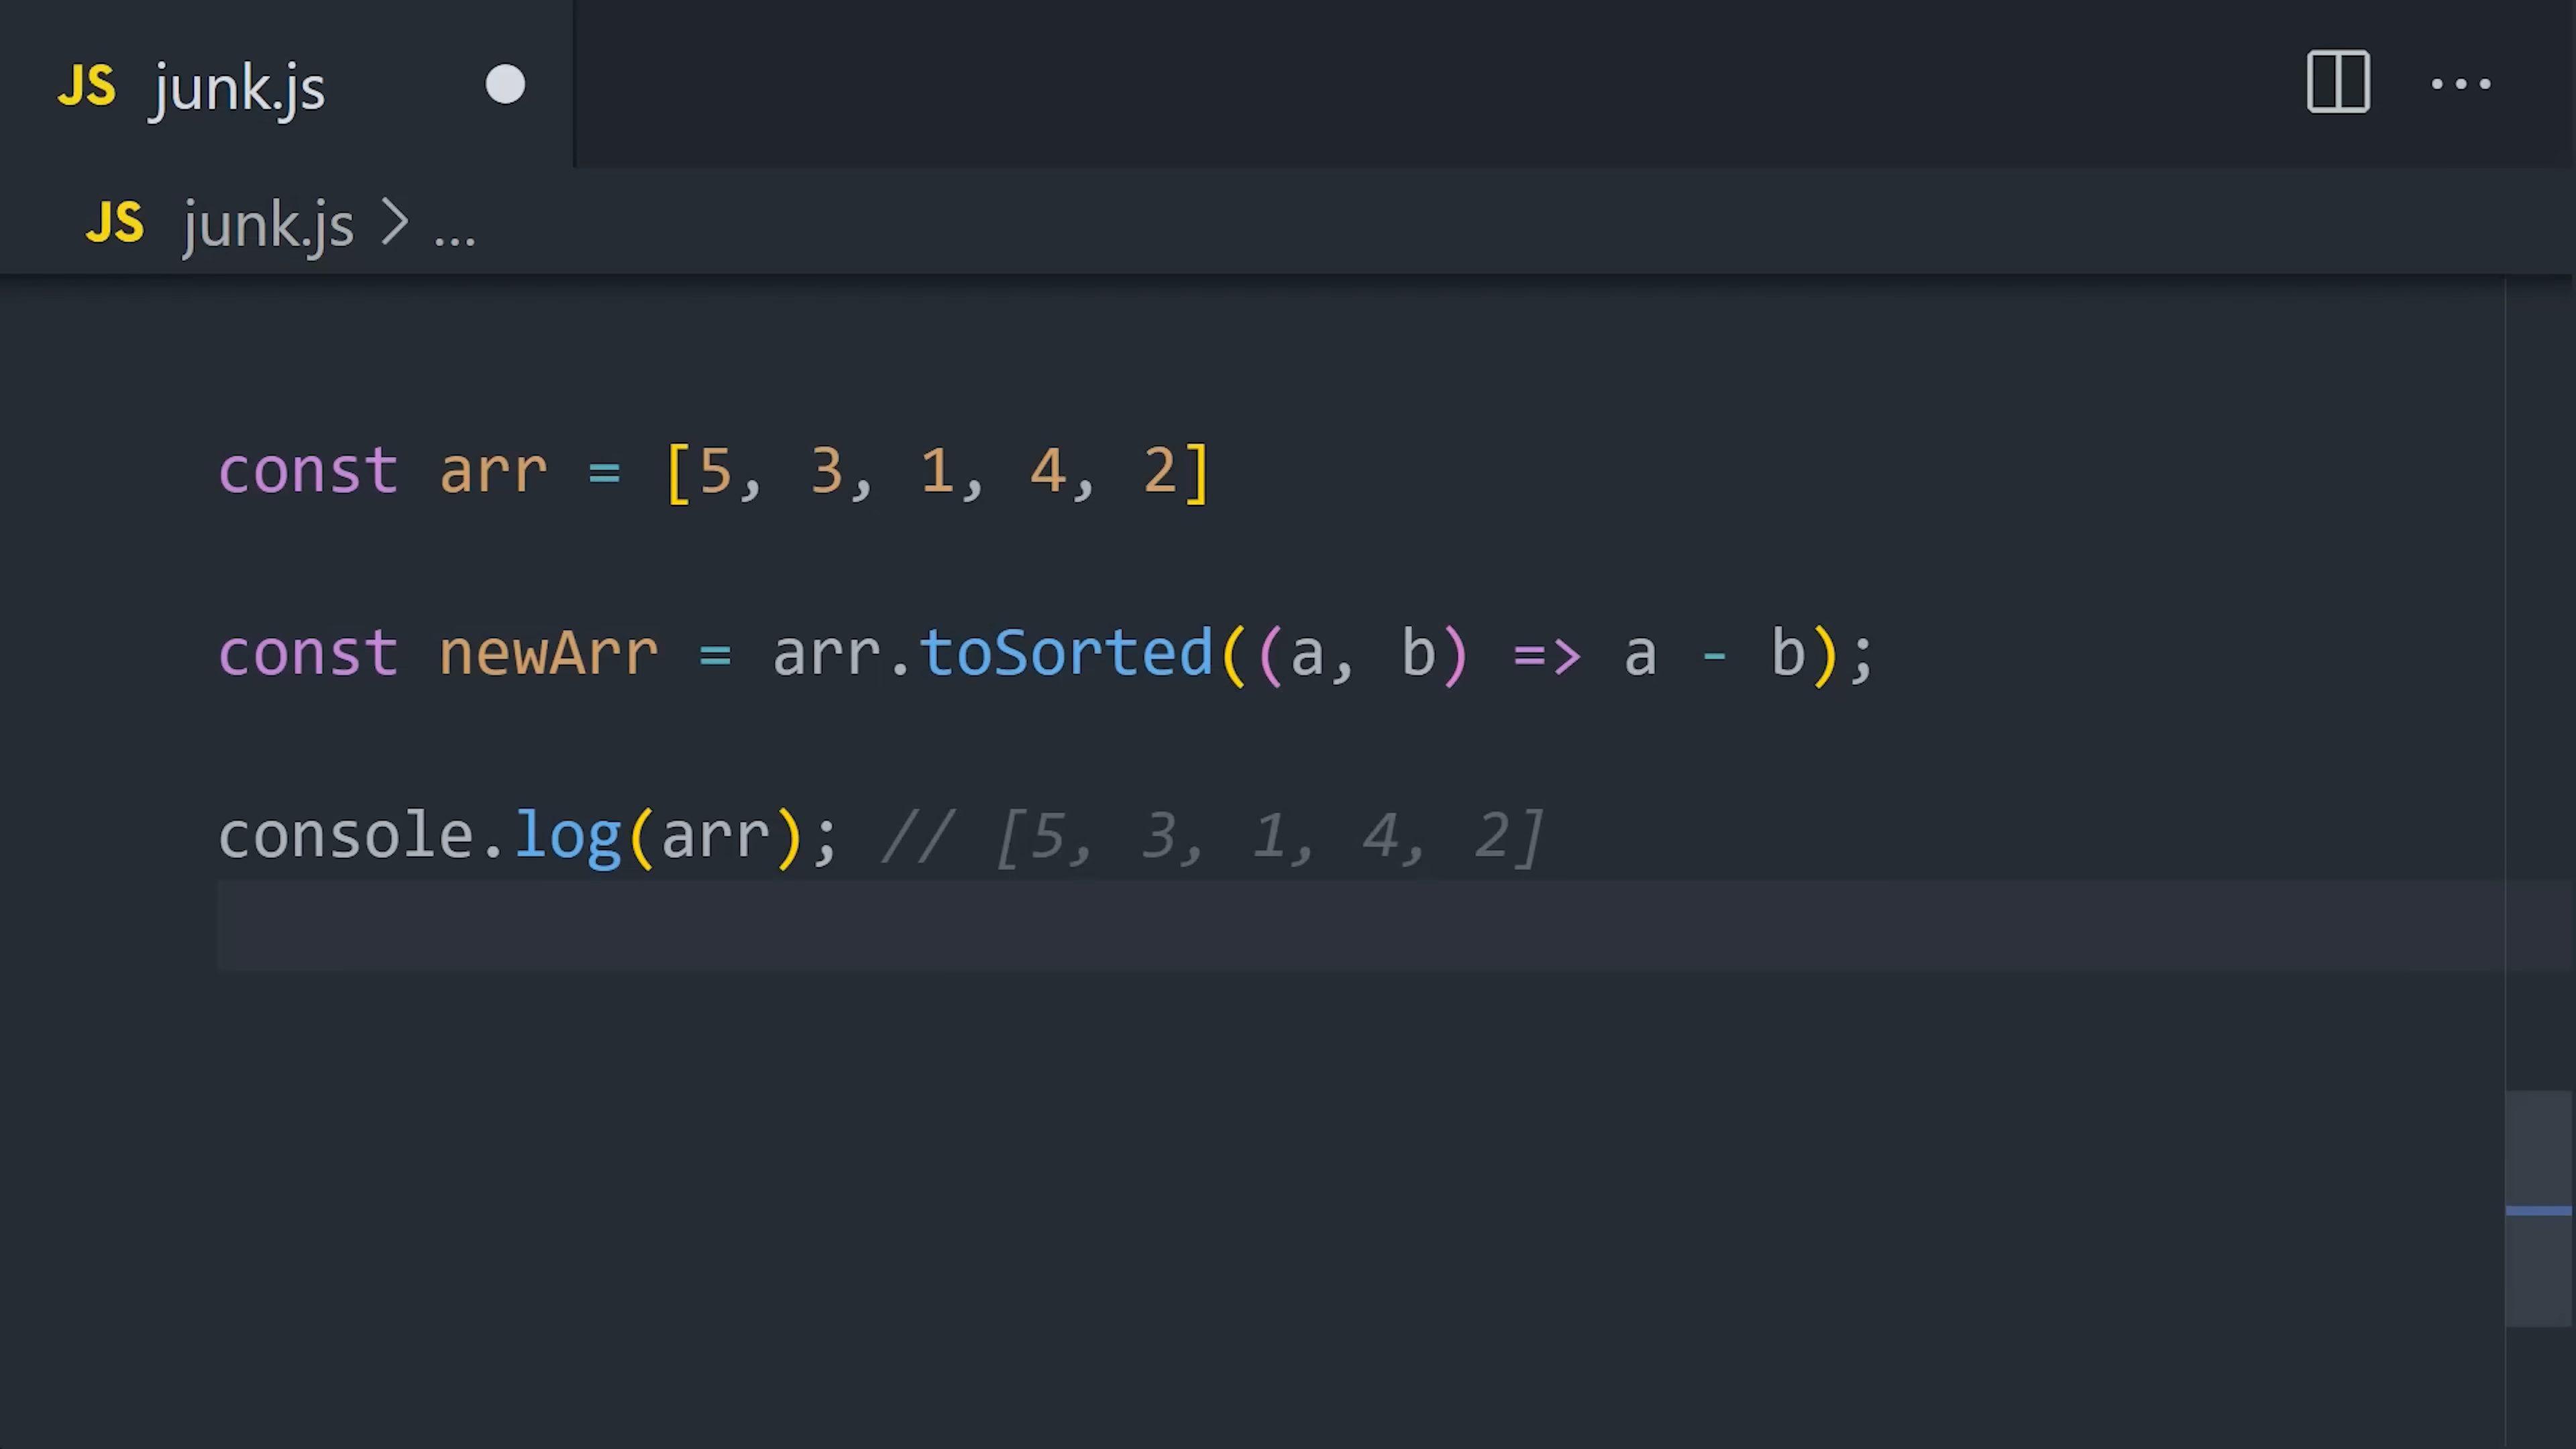 JS junk.js
JS junk.js > ...
const arr = [5, 3, 1, 4, 2]
const newArr = arr.toSorted((a, b) => a - b);
console.log(arr); // [5, 3, 1, 4, 2]